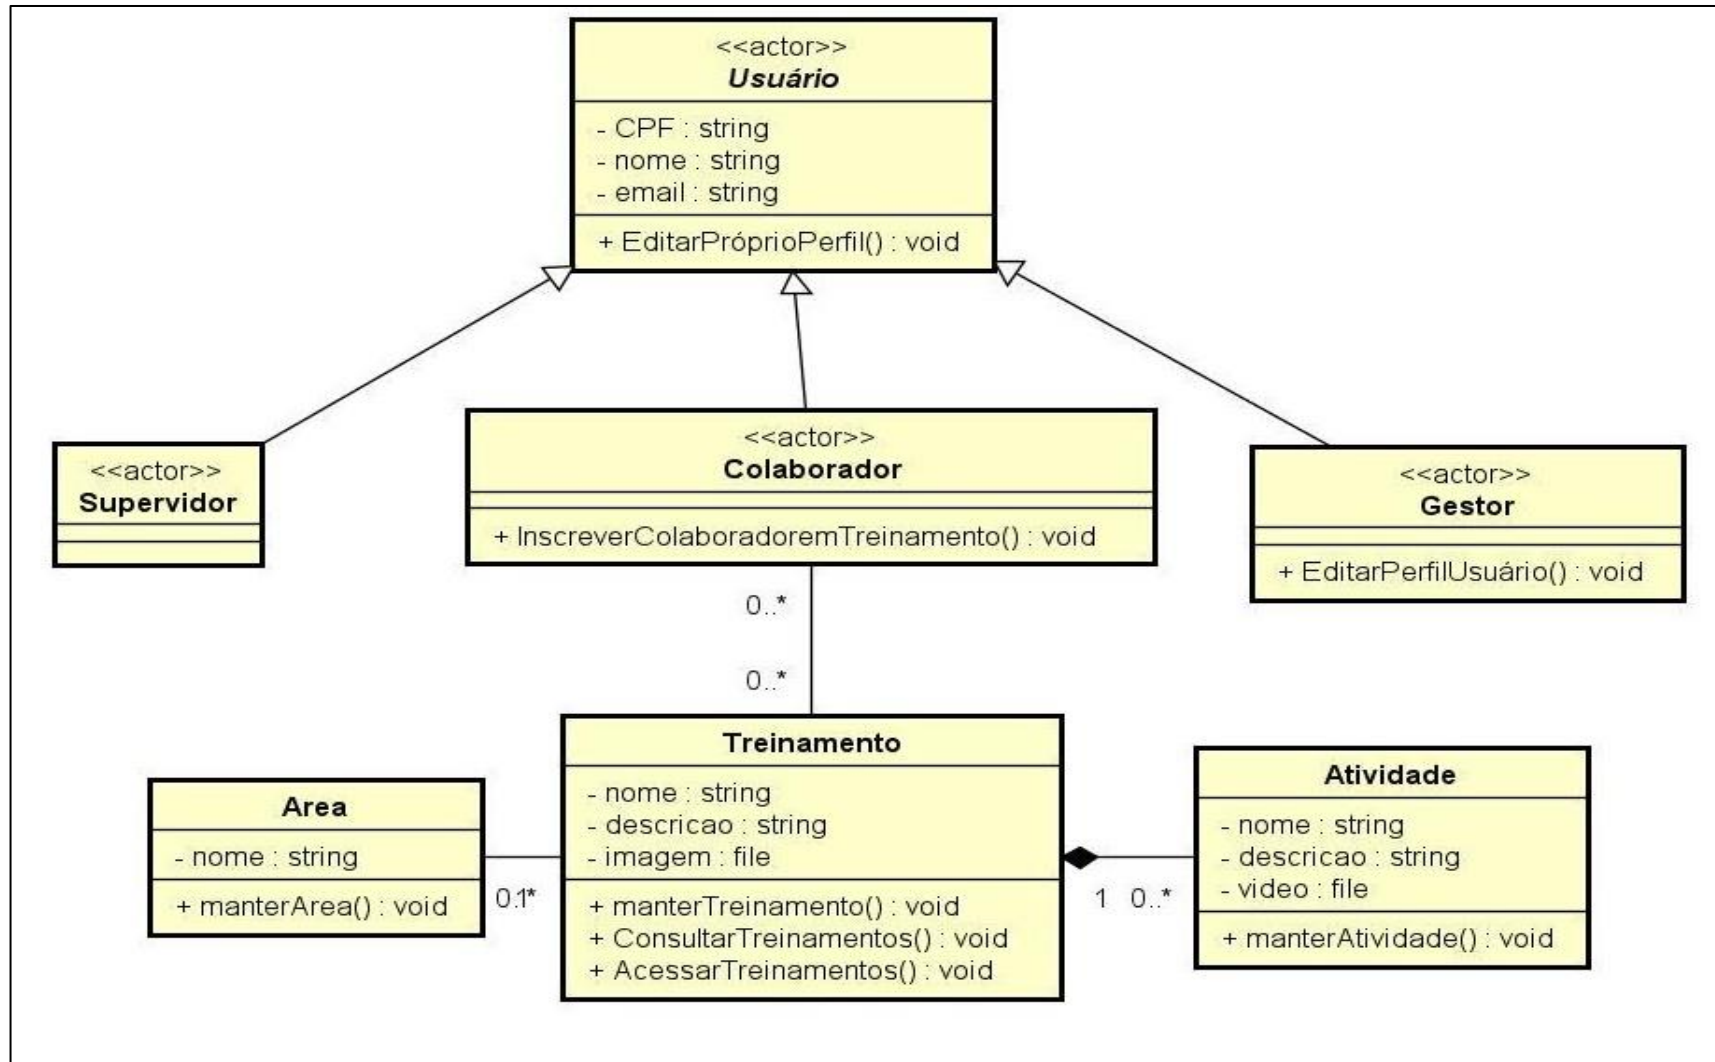 <<actor>>
Usuário
- CPF : string
- nome : string
- email : string
+ EditarPróprioPerfil() : void
<<actor>>
Supervidor
<<actor>>
Colaborador
+ InscreverColaboradoremTreinamento() : void
<<actor>>
Gestor
+ EditarPerfilUsuário() : void
0..*
0..*
Area
- nome : string
+ manterArea() : void
Treinamento
- nome : string
- descricao : string
- imagem : file
+ manterTreinamento() : void
+ ConsultarTreinamentos() : void
+ AcessarTreinamentos() : void
1 0..*
Atividade
- nome : string
- descricao : string
- video : file
+ manterAtividade() : void